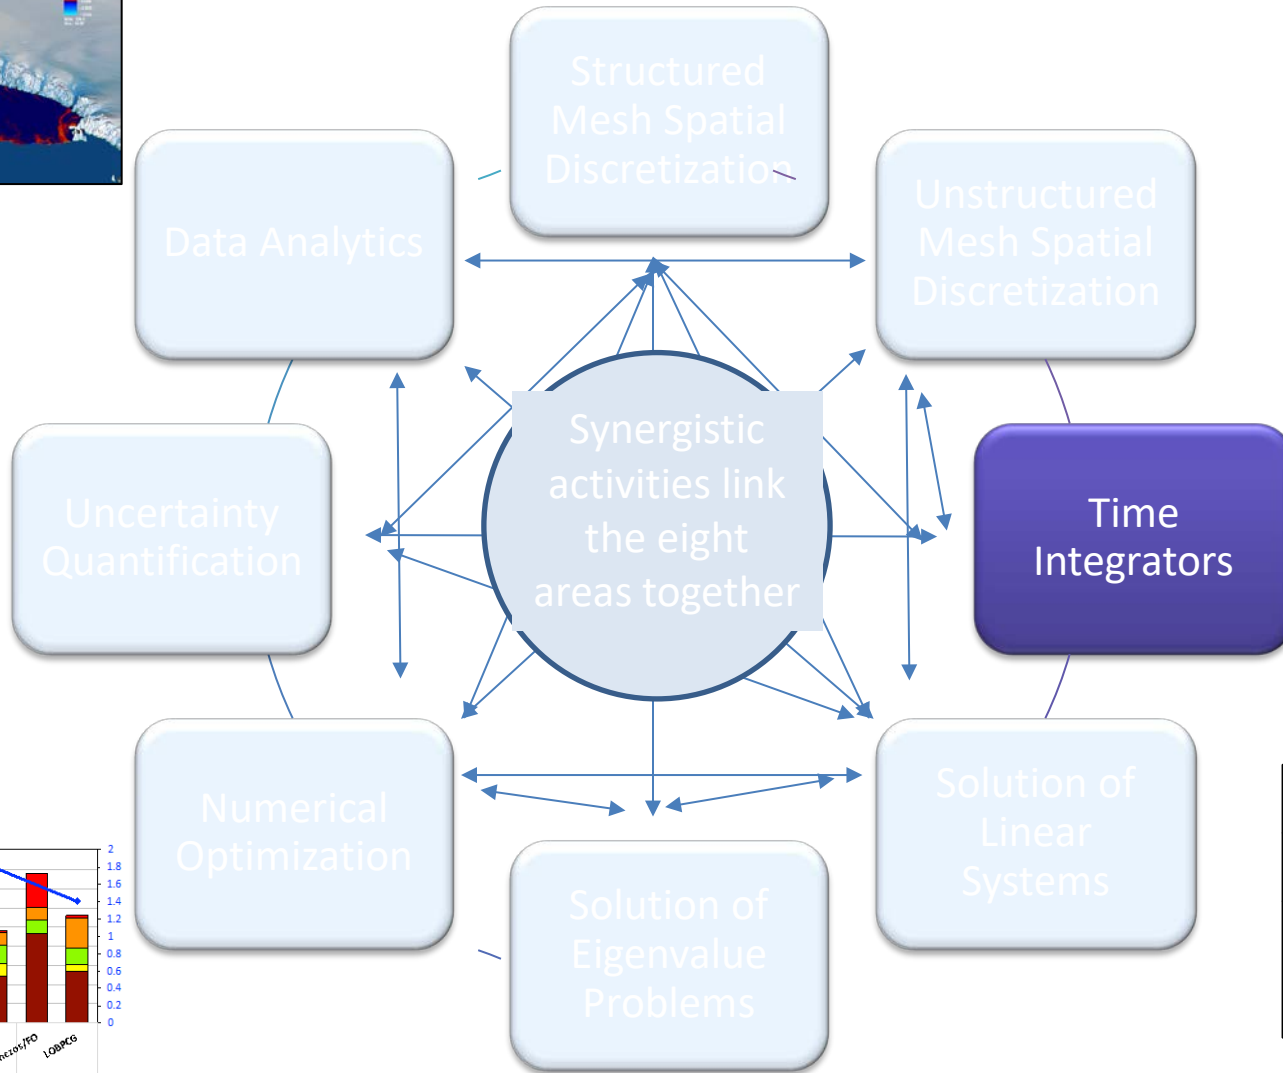 Structured
Mesh Spatial
Discretization
Data Analytics
Unstructured
Mesh Spatial
Discretization
Synergistic
activities link
the eight
areas together
Uncertainty
Quantification
Time
Integrators
Numerical
Optimization
Solution of
Linear
Systems
Solution of
Eigenvalue
Problems
2
1.8
1.6
1.4
1.2
1
0.8
0.6
0.4
0.2
0
LOBPCG